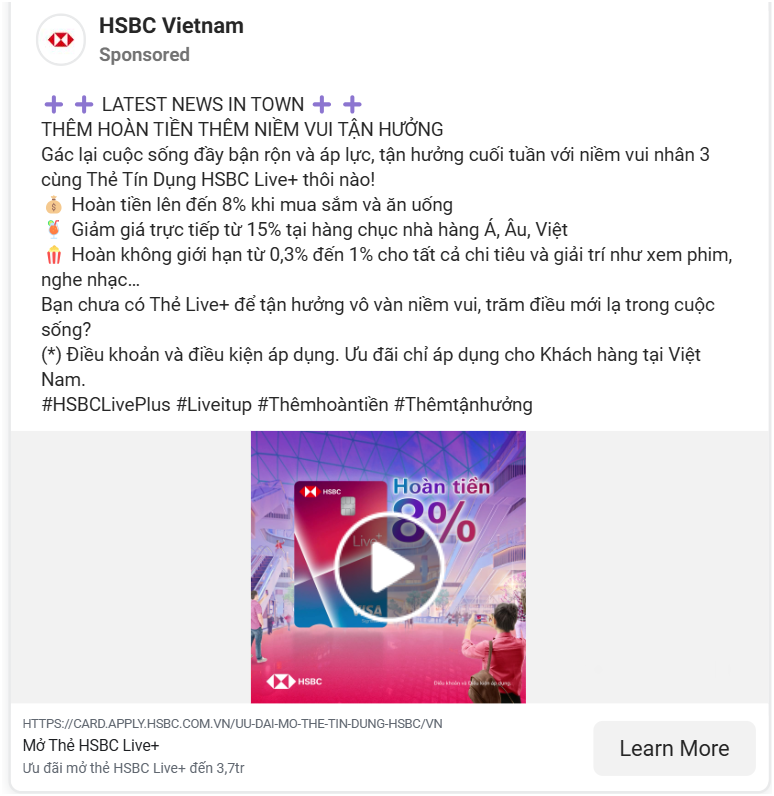 HSBC Vietnam
Sponsored
➕ ➕ LATEST NEWS IN TOWN ➕ ➕
THÊM HOÀN TIỀN THÊM NIỀM VUI TẬN HƯỞNG
Gác lại cuộc sống đầy bận rộn và áp lực, tận hưởng cuối tuần với niềm vui nhân 3
cùng Thẻ Tín Dụng HSBC Live+ thôi nào!
💰 Hoàn tiền lên đến 8% khi mua sắm và ăn uống
🍹 Giảm giá trực tiếp từ 15% tại hàng chục nhà hàng Á, Âu, Việt
🍿 Hoàn không giới hạn từ 0,3% đến 1% cho tất cả chi tiêu và giải trí như xem phim,
nghe nhạc...
Bạn chưa có Thẻ Live+ để tận hưởng vô vàn niềm vui, trăm điều mới lạ trong cuộc
sống?
(*) Điều khoản và điều kiện áp dụng. Ưu đãi chỉ áp dụng cho Khách hàng tại Việt
Nam.
#HSBCLivePlus #Liveitup #Thêmhoàntiền #Thêmtậnhưởng
HSBC
Hoàn tiền
8%
Live+
VISA
HSBC
Điều khoản và Điều kiện áp dụng.
HTTPS://CARD.APPLY.HSBC.COM.VN/UU-DAI-MO-THE-TIN-DUNG-HSBC/VN
Mở Thẻ HSBC Live+
Ưu đãi mở thẻ HSBC Live+ đến 3,7tr
Learn More